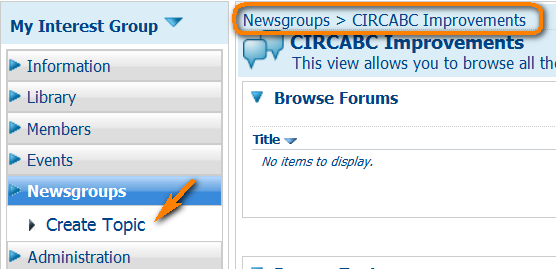 My Interest Group
Information
Library
Members
Events
Newsgroups
Create Topic
Administration
Newsgroups > CIRCABC Improvements
CIRCABC Improvements
This view allows you to browse all the
Browse Forums
Title
No items to display.